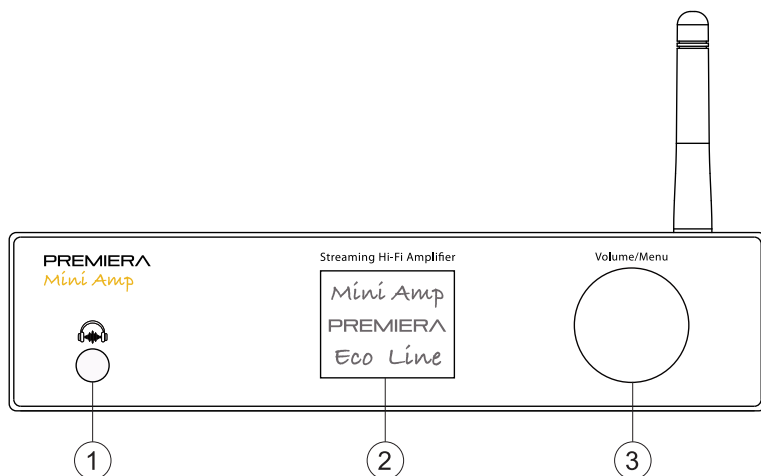 PREMIERA
Mini Amp
Streaming Hi-Fi Amplifier
Mini Amp
PREMIERA
Eco Line
Volume/Menu
1
2
3